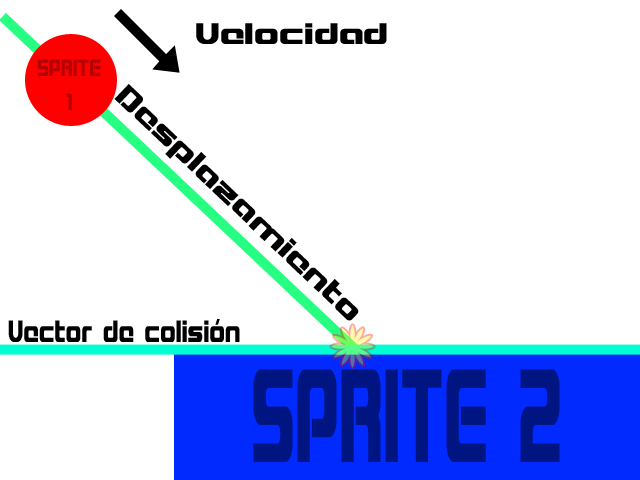 Velocidad
SPRITE
1
Desplazamiento
Vector de colisión
SPRITE 2